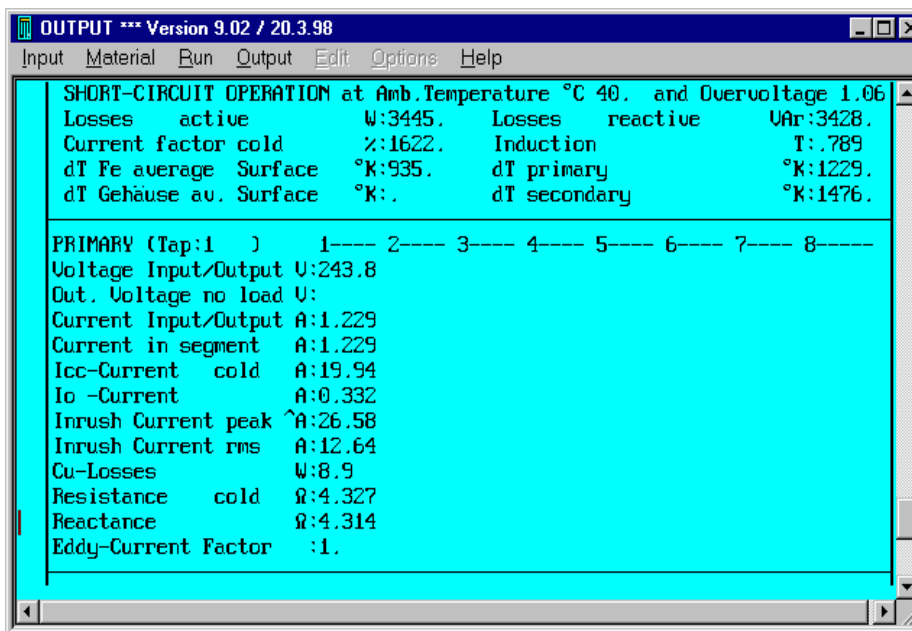 OUTPUT *** Version 9.02 / 20.3.98
Input Material Run Output Edit Options Help
SHORT-CIRCUIT OPERATION at Amb.Temperature °C 40. and Overvoltage 1.06
Losses active W:3445. Losses reactive VAr:3428.
Current factor cold %:1622. Induction T:.789
dT Fe average Surface °K:935. dT primary °K:1229.
dT Gehäuse av. Surface °K:. dT secondary °K:1476.
PRIMARY (Tap:1 ) 1---- 2---- 3---- 4---- 5---- 6---- 7---- 8-----
Voltage Input/Output V:243.8
Out. Voltage no load V:
Current Input/Output A:1.229
Current in segment A:1.229
Icc-Current cold A:19.94
Io -Current A:0.332
Inrush Current peak ^A:26.58
Inrush Current rms A:12.64
Cu-Losses W:8.9
Resistance cold Ω:4.327
Reactance Ω:4.314
Eddy-Current Factor :1.